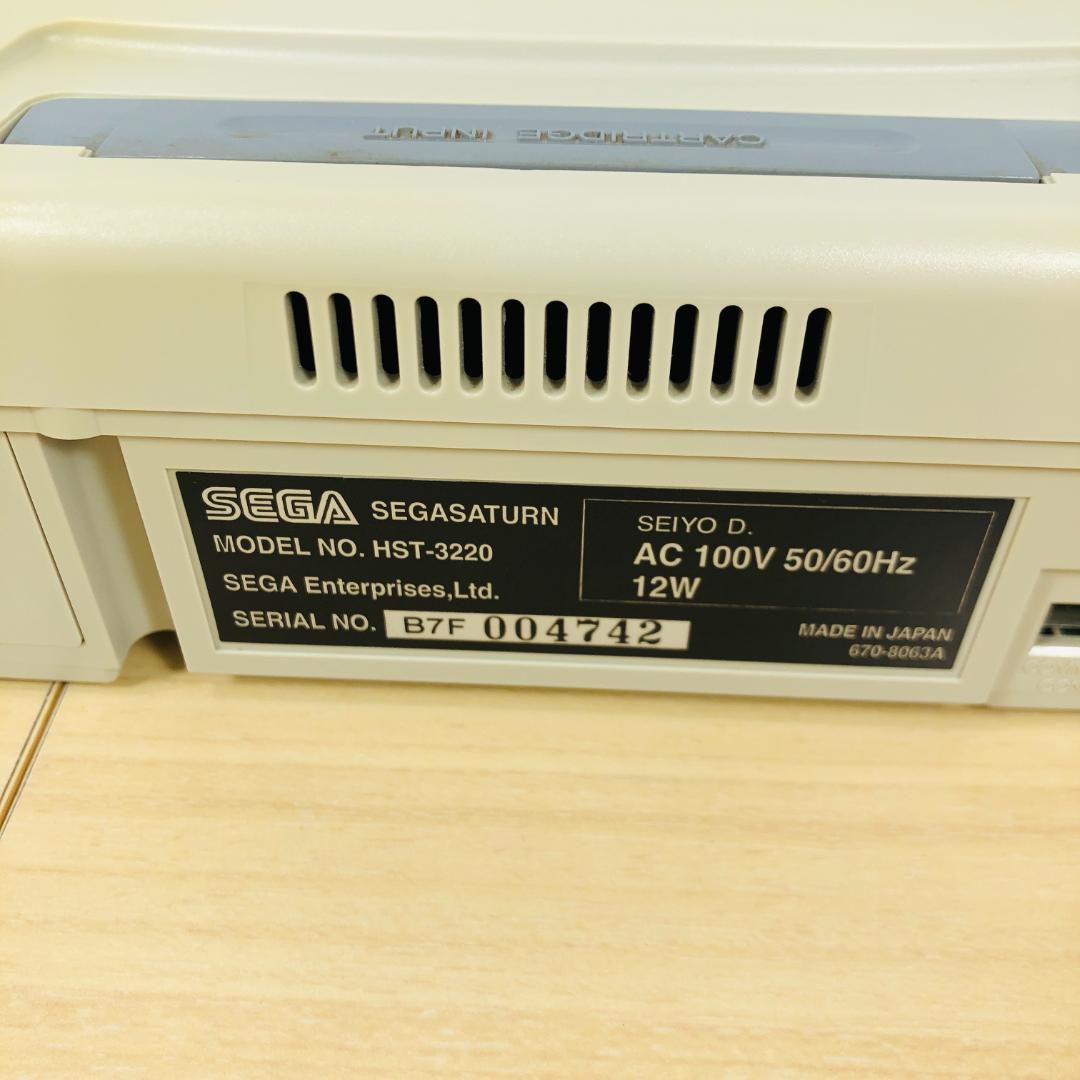 CARTRIDGE INPUT
SEGA SEGASATURN
MODEL NO. HST-3220
SEGA Enterprises,Ltd.
SERIAL NO. B7F 004742
SEIYO D.
AC 100V 50/60Hz
12W
MADE IN JAPAN
670-8063A